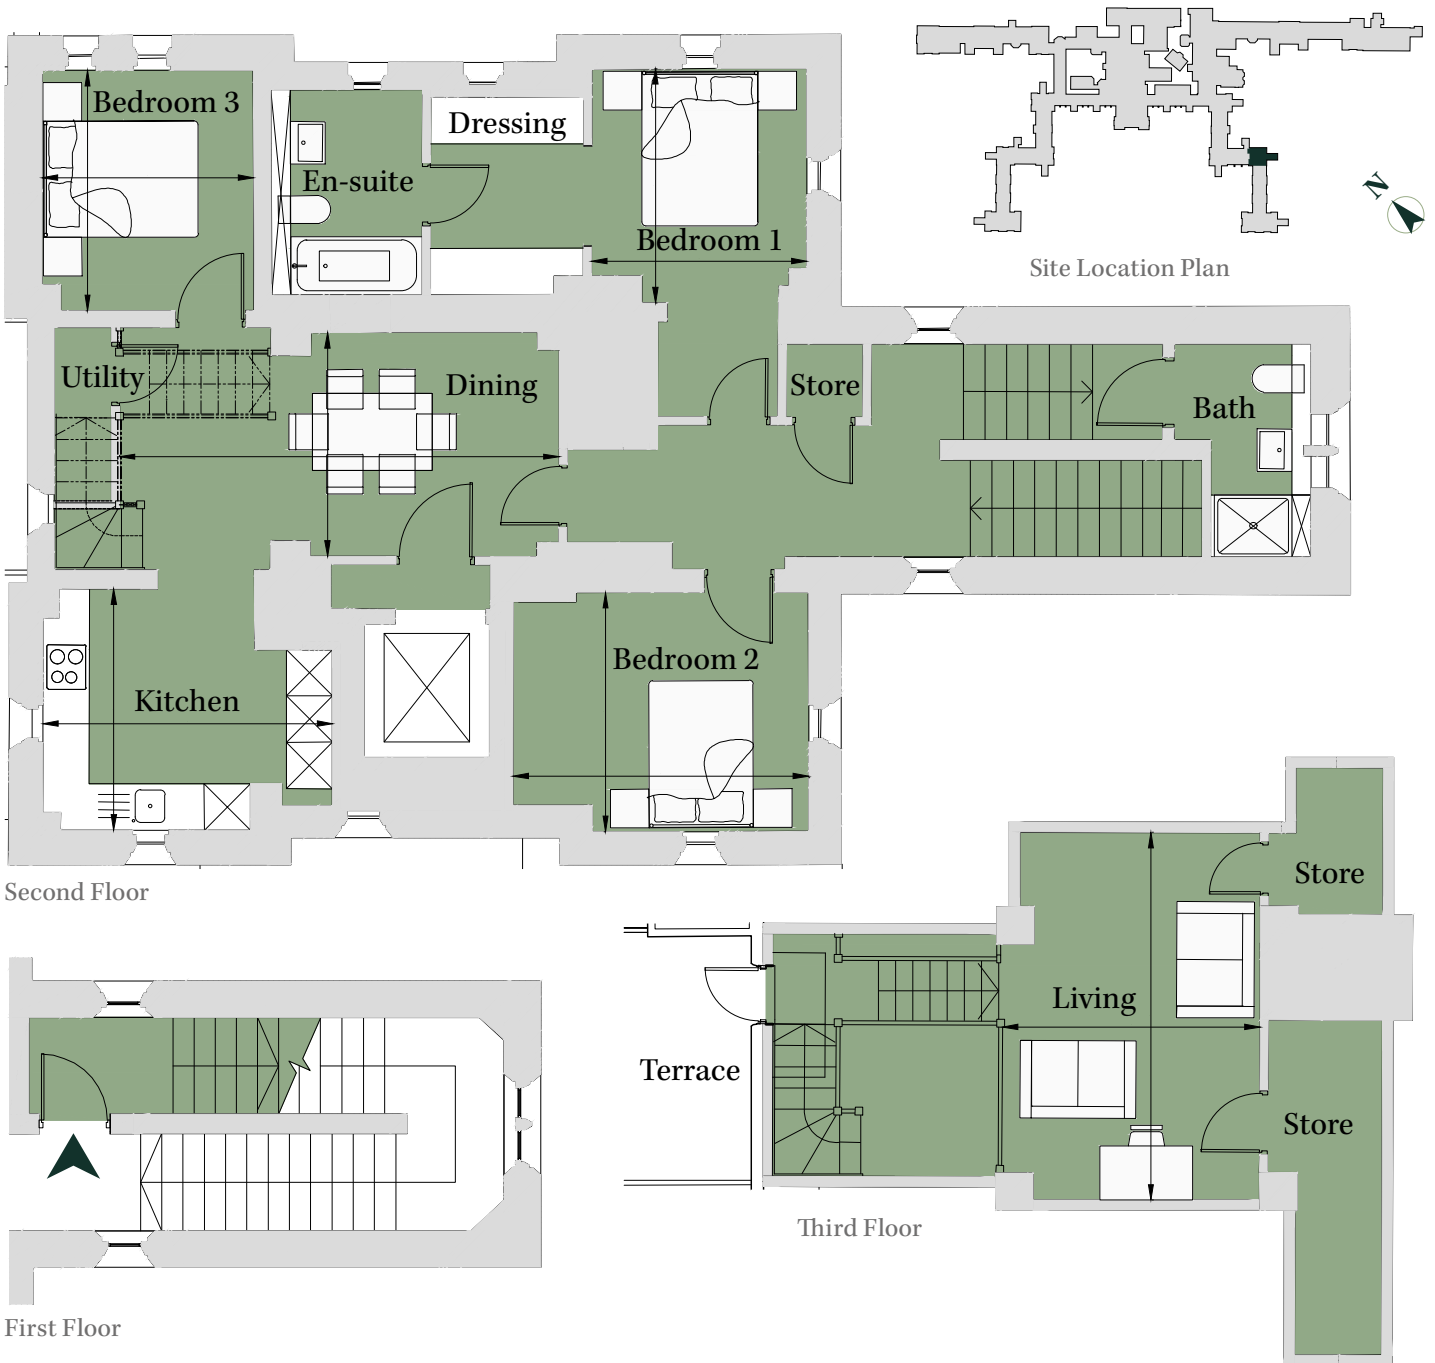 Bedroom 3
Dressing
En-suite
Bedroom 1
N
Site Location Plan
Utility
Dining
Store
Bath
Bedroom 2
Kitchen
Second Floor
Store
Living
Terrace
Store
Third Floor
First Floor